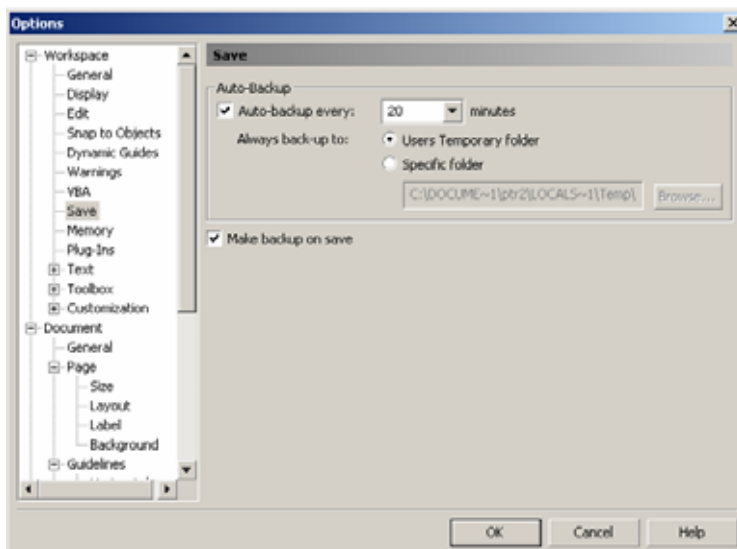 Options
Workspace
General
Display
Edit
Snap to Objects
Dynamic Guides
Warnings
VBA
Save
Memory
Plug-Ins
Text
Toolbox
Customization
Document
General
Page
Size
Layout
Label
Background
Guidelines
Save
Auto-Backup
Auto-backup every: 20 minutes
Always back-up to: Users Temporary folder
Specific folder
C:\DOCUME~1\ptr2\LOCALS~1\Temp\ Browse...
Make backup on save
OK Cancel Help